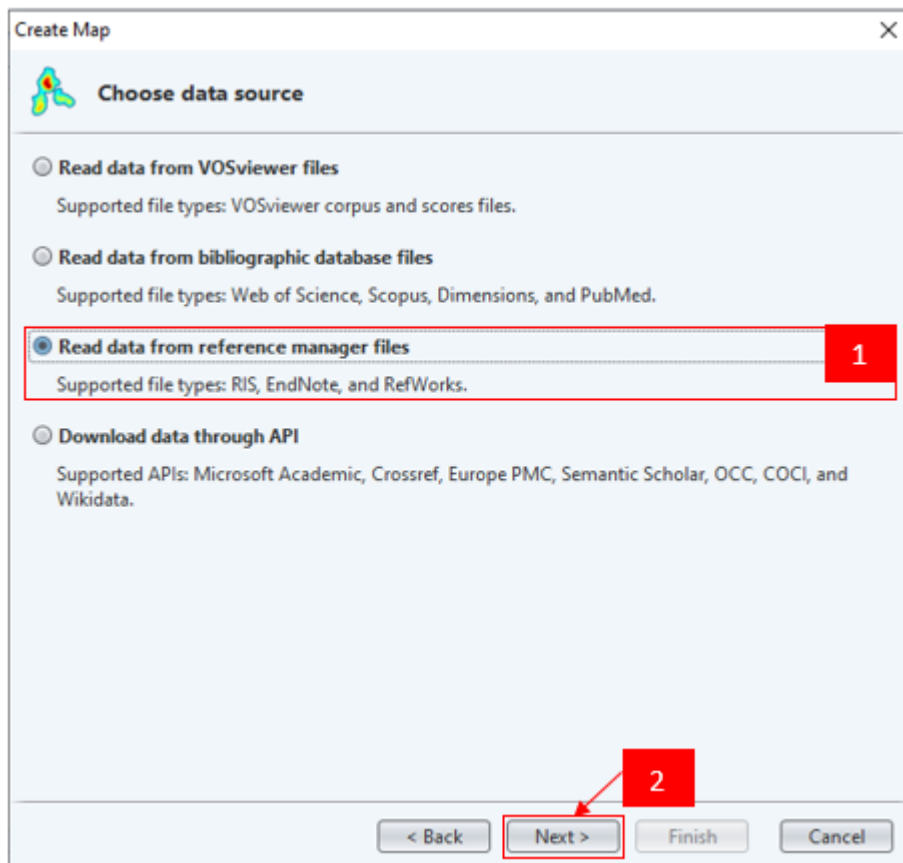 Create Map
Choose data source
Read data from VOSviewer files
Supported file types: VOSviewer corpus and scores files.
Read data from bibliographic database files
Supported file types: Web of Science, Scopus, Dimensions, and PubMed.
Read data from reference manager files
1
Supported file types: RIS, EndNote, and RefWorks.
Download data through API
Supported APIs: Microsoft Academic, Crossref, Europe PMC, Semantic Scholar, OCC, COCI, and
Wikidata.
2
< Back Next > Finish Cancel